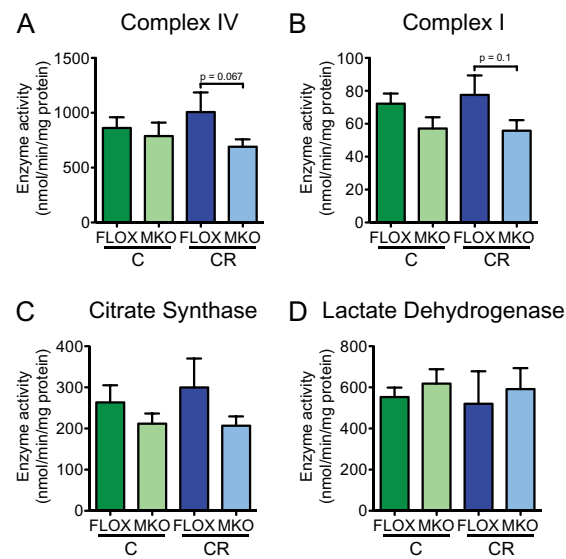 A Complex IV
Enzyme activity
(nmol/min/mg protein)
1500
1000
500
0
p = 0.067
FLOX MKO FLOX MKO
C CR
B Complex I
Enzyme activity
(nmol/min/mg protein)
100
80
60
40
20
0
p = 0.1
FLOX MKO FLOX MKO
C CR
C Citrate Synthase
Enzyme activity
(nmol/min/mg protein)
400
300
200
100
0
FLOX MKO FLOX MKO
C CR
D Lactate Dehydrogenase
Enzyme activity
(nmol/min/mg protein)
800
600
400
200
0
FLOX MKO FLOX MKO
C CR